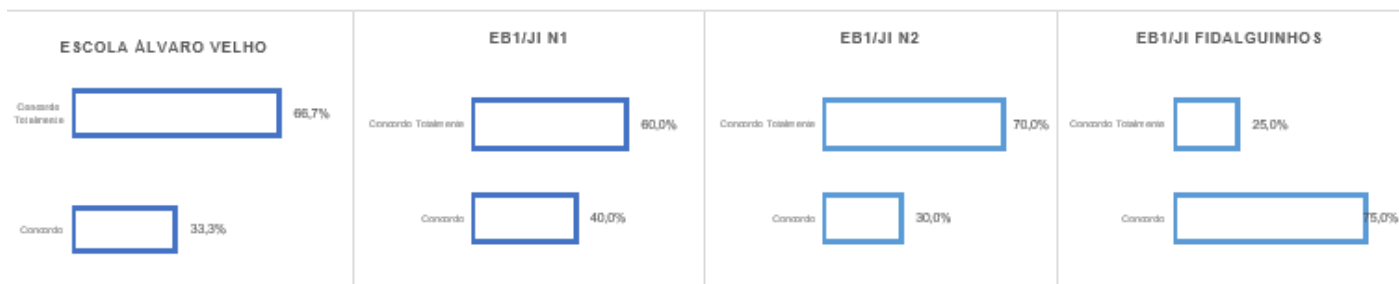 ESCOLA ÁLVARO VELHO
Concordo
Totalmente
66,7%
Concordo
33,3%
EB1/JI N1
Concordo Totalmente
60,0%
Concordo
40,0%
EB1/JI N2
Concordo Totalmente
70,0%
Concordo
30,0%
EB1/JI FIDALGUINHOS
Concordo Totalmente
25,0%
Concordo
75,0%